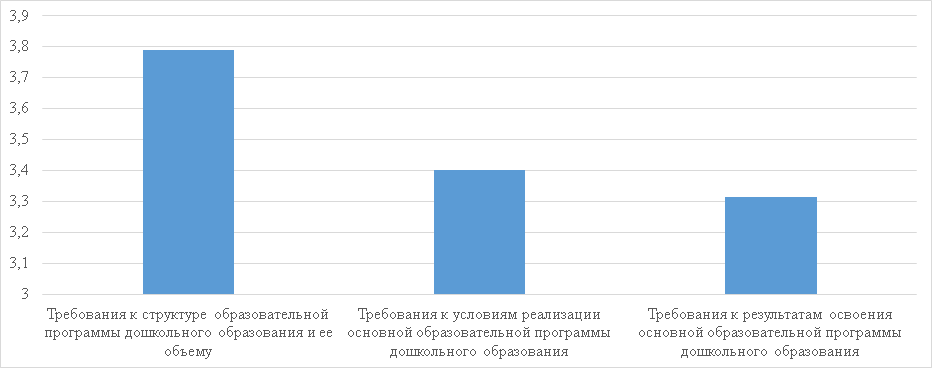 3,9
3,8
3,7
3,6
3,5
3,4
3,3
3,2
3,1
3
Требования к структуре образовательной
программы дошкольного образования и ее
объему
Требования к условиям реализации
основной образовательной программы
дошкольного образования
Требования к результатам освоения
основной образовательной программы
дошкольного образования